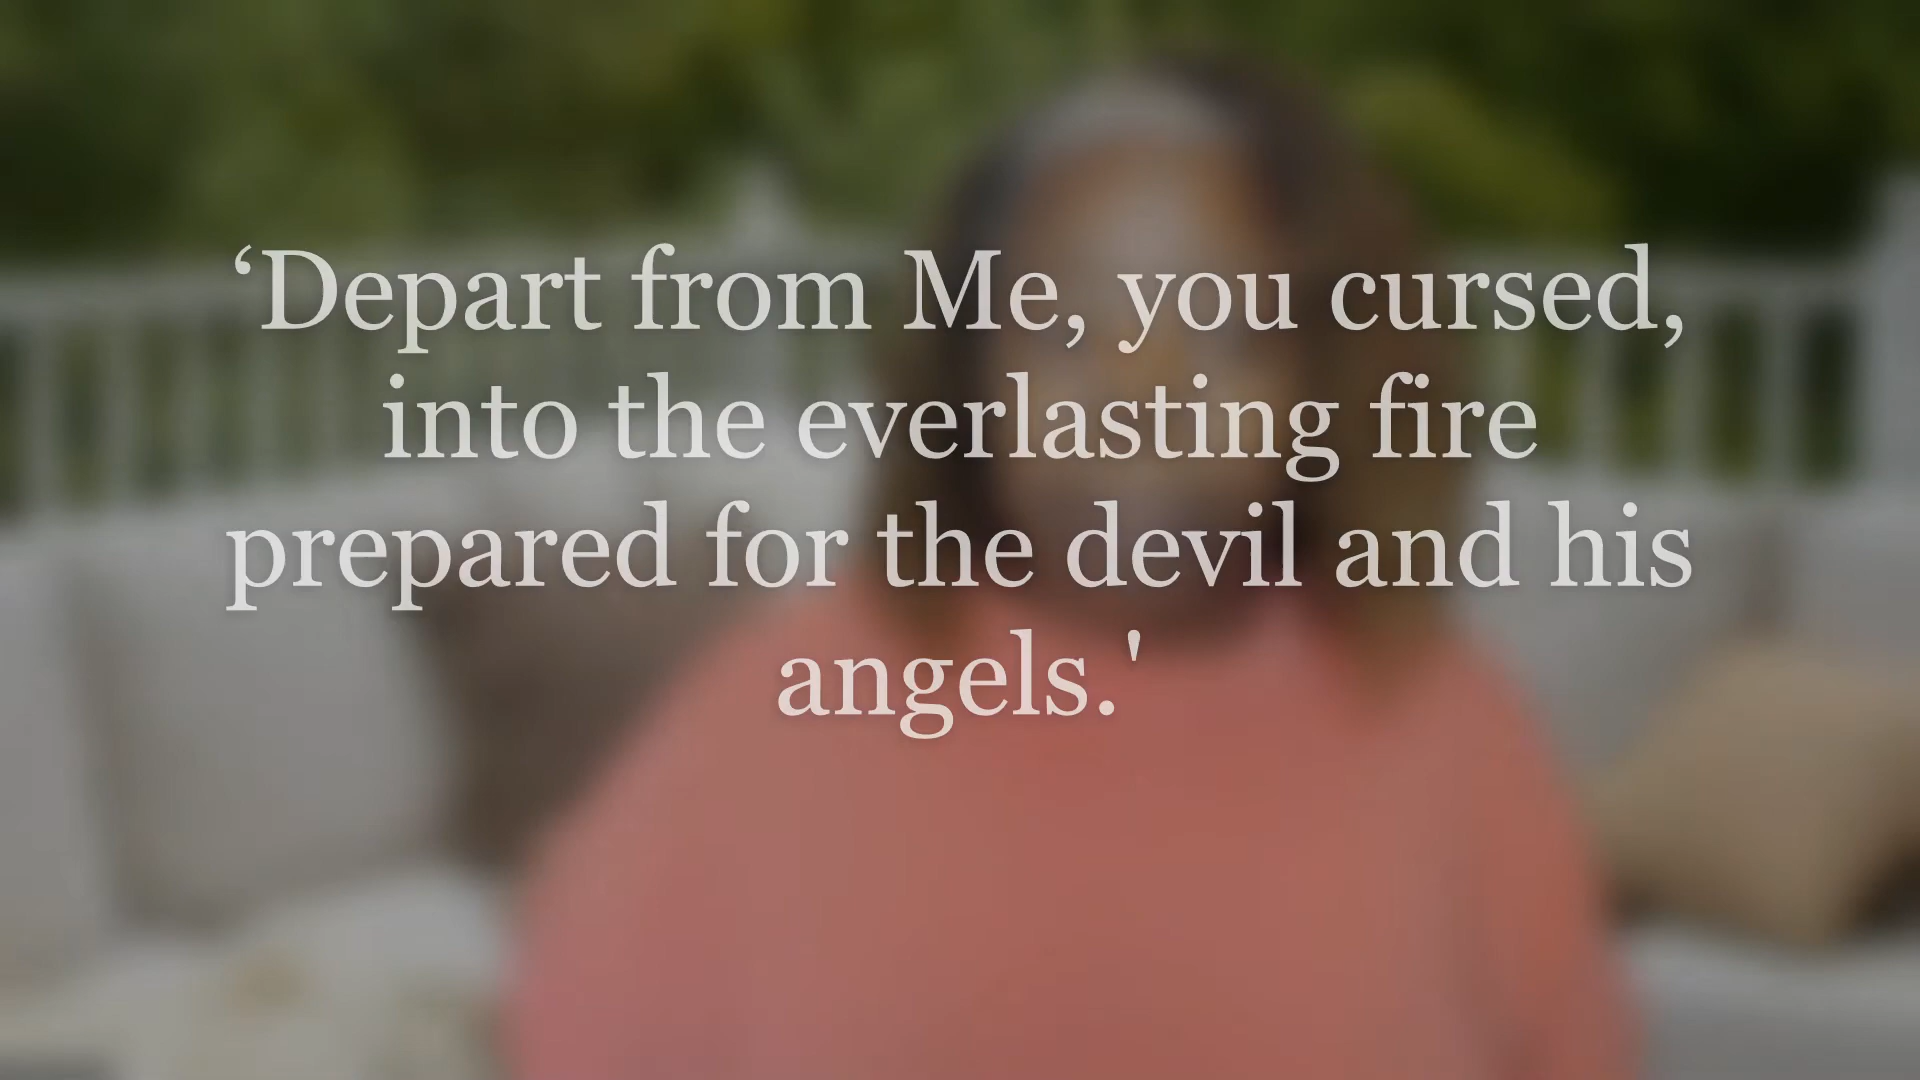 ‘Depart from Me, you cursed,
into the everlasting fire
prepared for the devil and his
angels.'